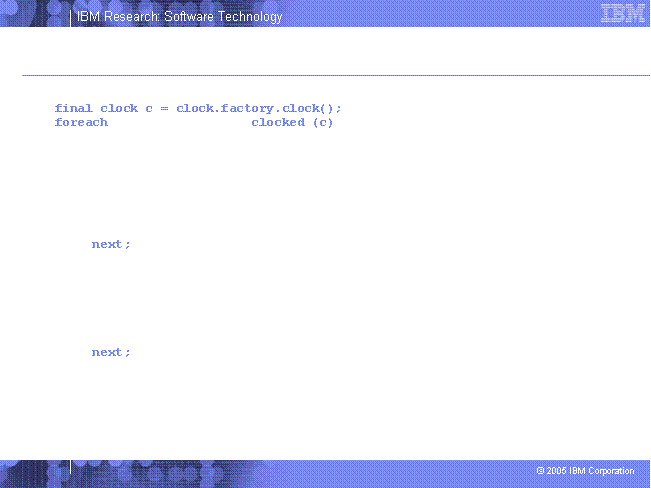 IBM Research: Software Technology
IBM
final clock c = clock.factory.clock();
foreach clocked (c)
next;
next;
© 2005 IBM Corporation